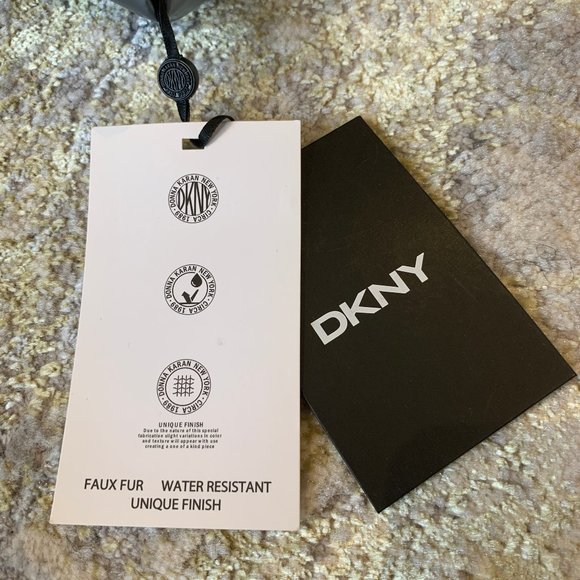 DKNY
DONNA KARAN NEW YORK · CIRCA 1989 ·
DKNY
DONNA KARAN NEW YORK · CIRCA 1989 ·
DONNA KARAN NEW YORK · CIRCA 1989 ·
UNIQUE FINISH
Due to the nature of this special
fabrication slight variations in color
and texture will appear with use
creating a one of a kind piece
FAUX FUR WATER RESISTANT
UNIQUE FINISH
DKNY